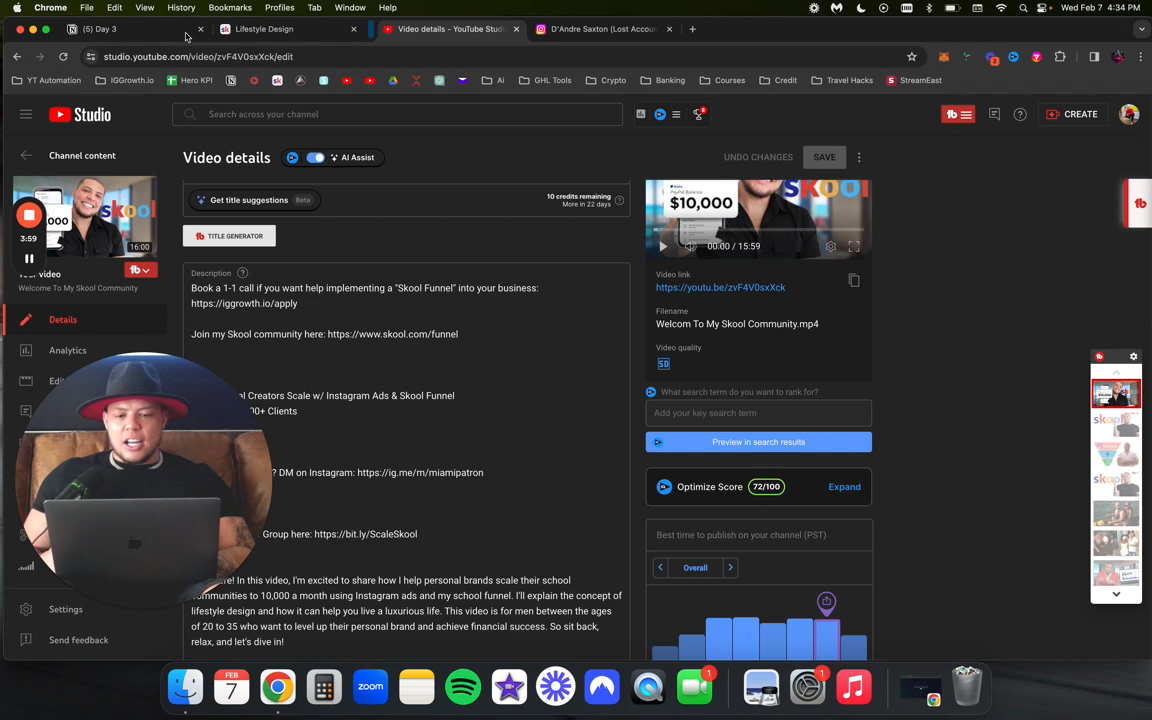 Chrome File Edit View History Bookmarks Profiles Tab Window Help Wed Feb 7 4:34 PM
(5) Day 3 Lifestyle Design Video details - YouTube Studi D'Andre Saxton (Lost Accoun
studio.youtube.com/video/zvF4V0sxXck/edit
YT Automation IGGrowth.io Hero KPI Ai GHL Tools Crypto Banking Courses Credit Travel Hacks StreamEast
Studio Search across your channel CREATE
Channel content
Video details AI Assist UNDO CHANGES SAVE
Get title suggestions Beta
10 credits remaining
More in 22 days
TITLE GENERATOR
3:59
,000
skool
16:00
Your video
Welcome To My Skool Community
Details
Analytics
Settings
Send feedback
Description
Book a 1-1 call if you want help implementing a "Skool Funnel" into your business:
https://iggrowth.io/apply
Join my Skool community here: https://www.skool.com/funnel
l Creators Scale w/ Instagram Ads & Skool Funnel
00+ Clients
? DM on Instagram: https://ig.me/m/miamipatron
Group here: https://bit.ly/ScaleSkool
! In this video, I'm excited to share how I help personal brands scale their school
communities to 10,000 a month using Instagram ads and my school funnel. I'll explain the concept of
lifestyle design and how it can help you live a luxurious life. This video is for men between the ages
of 20 to 35 who want to level up their personal brand and achieve financial success. So sit back,
relax, and let's dive in!
PayPal Balance
$10,000
00:00 / 15:59
Video link
https://youtu.be/zvF4V0sxXck
Filename
Welcom To My Skool Community.mp4
Video quality
SD
What search term do you want to rank for?
Add your key search term
Preview in search results
Optimize Score 72/100 Expand
Best time to publish on your channel (PST)
Overall
FEB
7
zoom
1
1